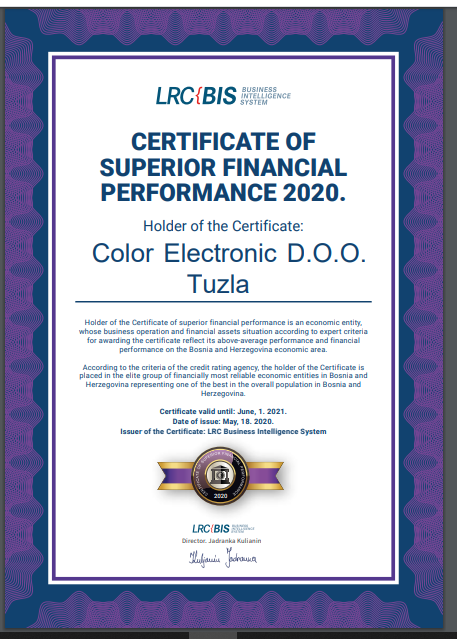 LRC{BIS BUSINESS
INTELLIGENCE
SYSTEM
CERTIFICATE OF
SUPERIOR FINANCIAL
PERFORMANCE 2020.
Holder of the Certificate:
Color Electronic D.O.O.
Tuzla
Holder of the Certificate of superior financial performance is an economic entity,
whose business operation and financial assets situation according to expert criteria
for awarding the certificate reflect its above-average performance and financial
performance on the Bosnia and Herzegovina economic area.
According to the criteria of the credit rating agency, the holder of the Certificate is
placed in the elite group of financially most reliable economic entities in Bosnia and
Herzegovina representing one of the best in the overall population in Bosnia and
Herzegovina.
Certificate valid until: June, 1. 2021.
Date of issue: May, 18. 2020.
Issuer of the Certificate: LRC Business Intelligence System
CERTIFICATE OF SUPERIOR FINANCIAL PERFORMANCE
2020
LRC{BIS BUSINESS
INTELLIGENCE
SYSTEM
Director, Jadranka Kulianin
Kuljanin Jadranka